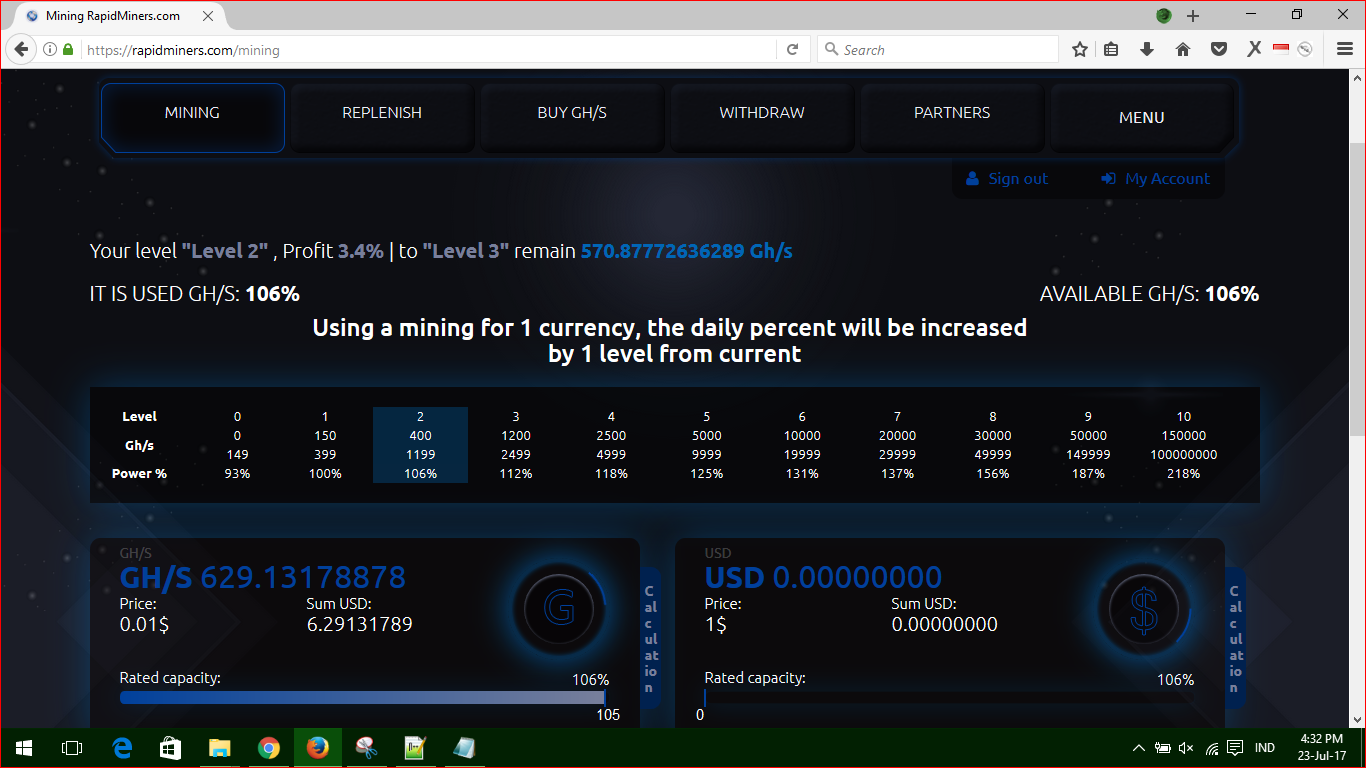 Mining RapidMiners.com
https://rapidminers.com/mining
Search
MINING REPLENISH BUY GH/S WITHDRAW PARTNERS MENU
Sign out My Account
Your level "Level 2" , Profit 3.4% | to "Level 3" remain 570.87772636289 Gh/s
IT IS USED GH/S: 106% AVAILABLE GH/S: 106%
Using a mining for 1 currency, the daily percent will be increased
by 1 level from current
Level 0 1 2 3 4 5 6 7 8 9 10
Gh/s
0 150 400 1200 2500 5000 10000 20000 30000 50000 150000
149 399 1199 2499 4999 9999 19999 29999 49999 149999 100000000
Power % 93% 100% 106% 112% 118% 125% 131% 137% 156% 187% 218%
GH/S
GH/S 629.13178878
Price: Sum USD:
0.01$ 6.29131789
G
Calculation
Rated capacity: 106%
105
USD
USD 0.00000000
Price: Sum USD:
1$ 0.00000000
$
Calculation
Rated capacity: 106%
0
IND
4:32 PM
23-Jul-17